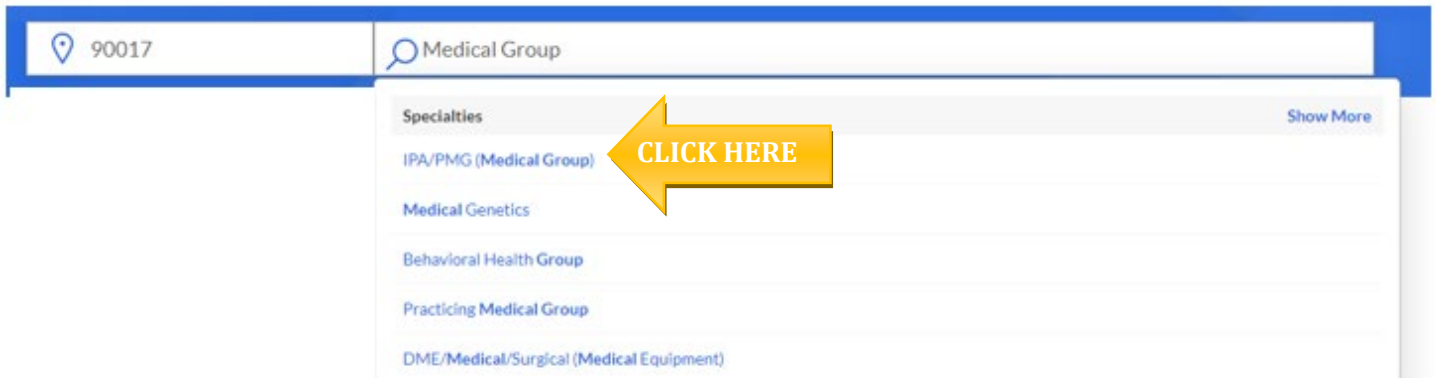 90017
Medical Group
Specialties
Show More
IPA/PMG (Medical Group)
CLICK HERE
Medical Genetics
Behavioral Health Group
Practicing Medical Group
DME/Medical/Surgical (Medical Equipment)